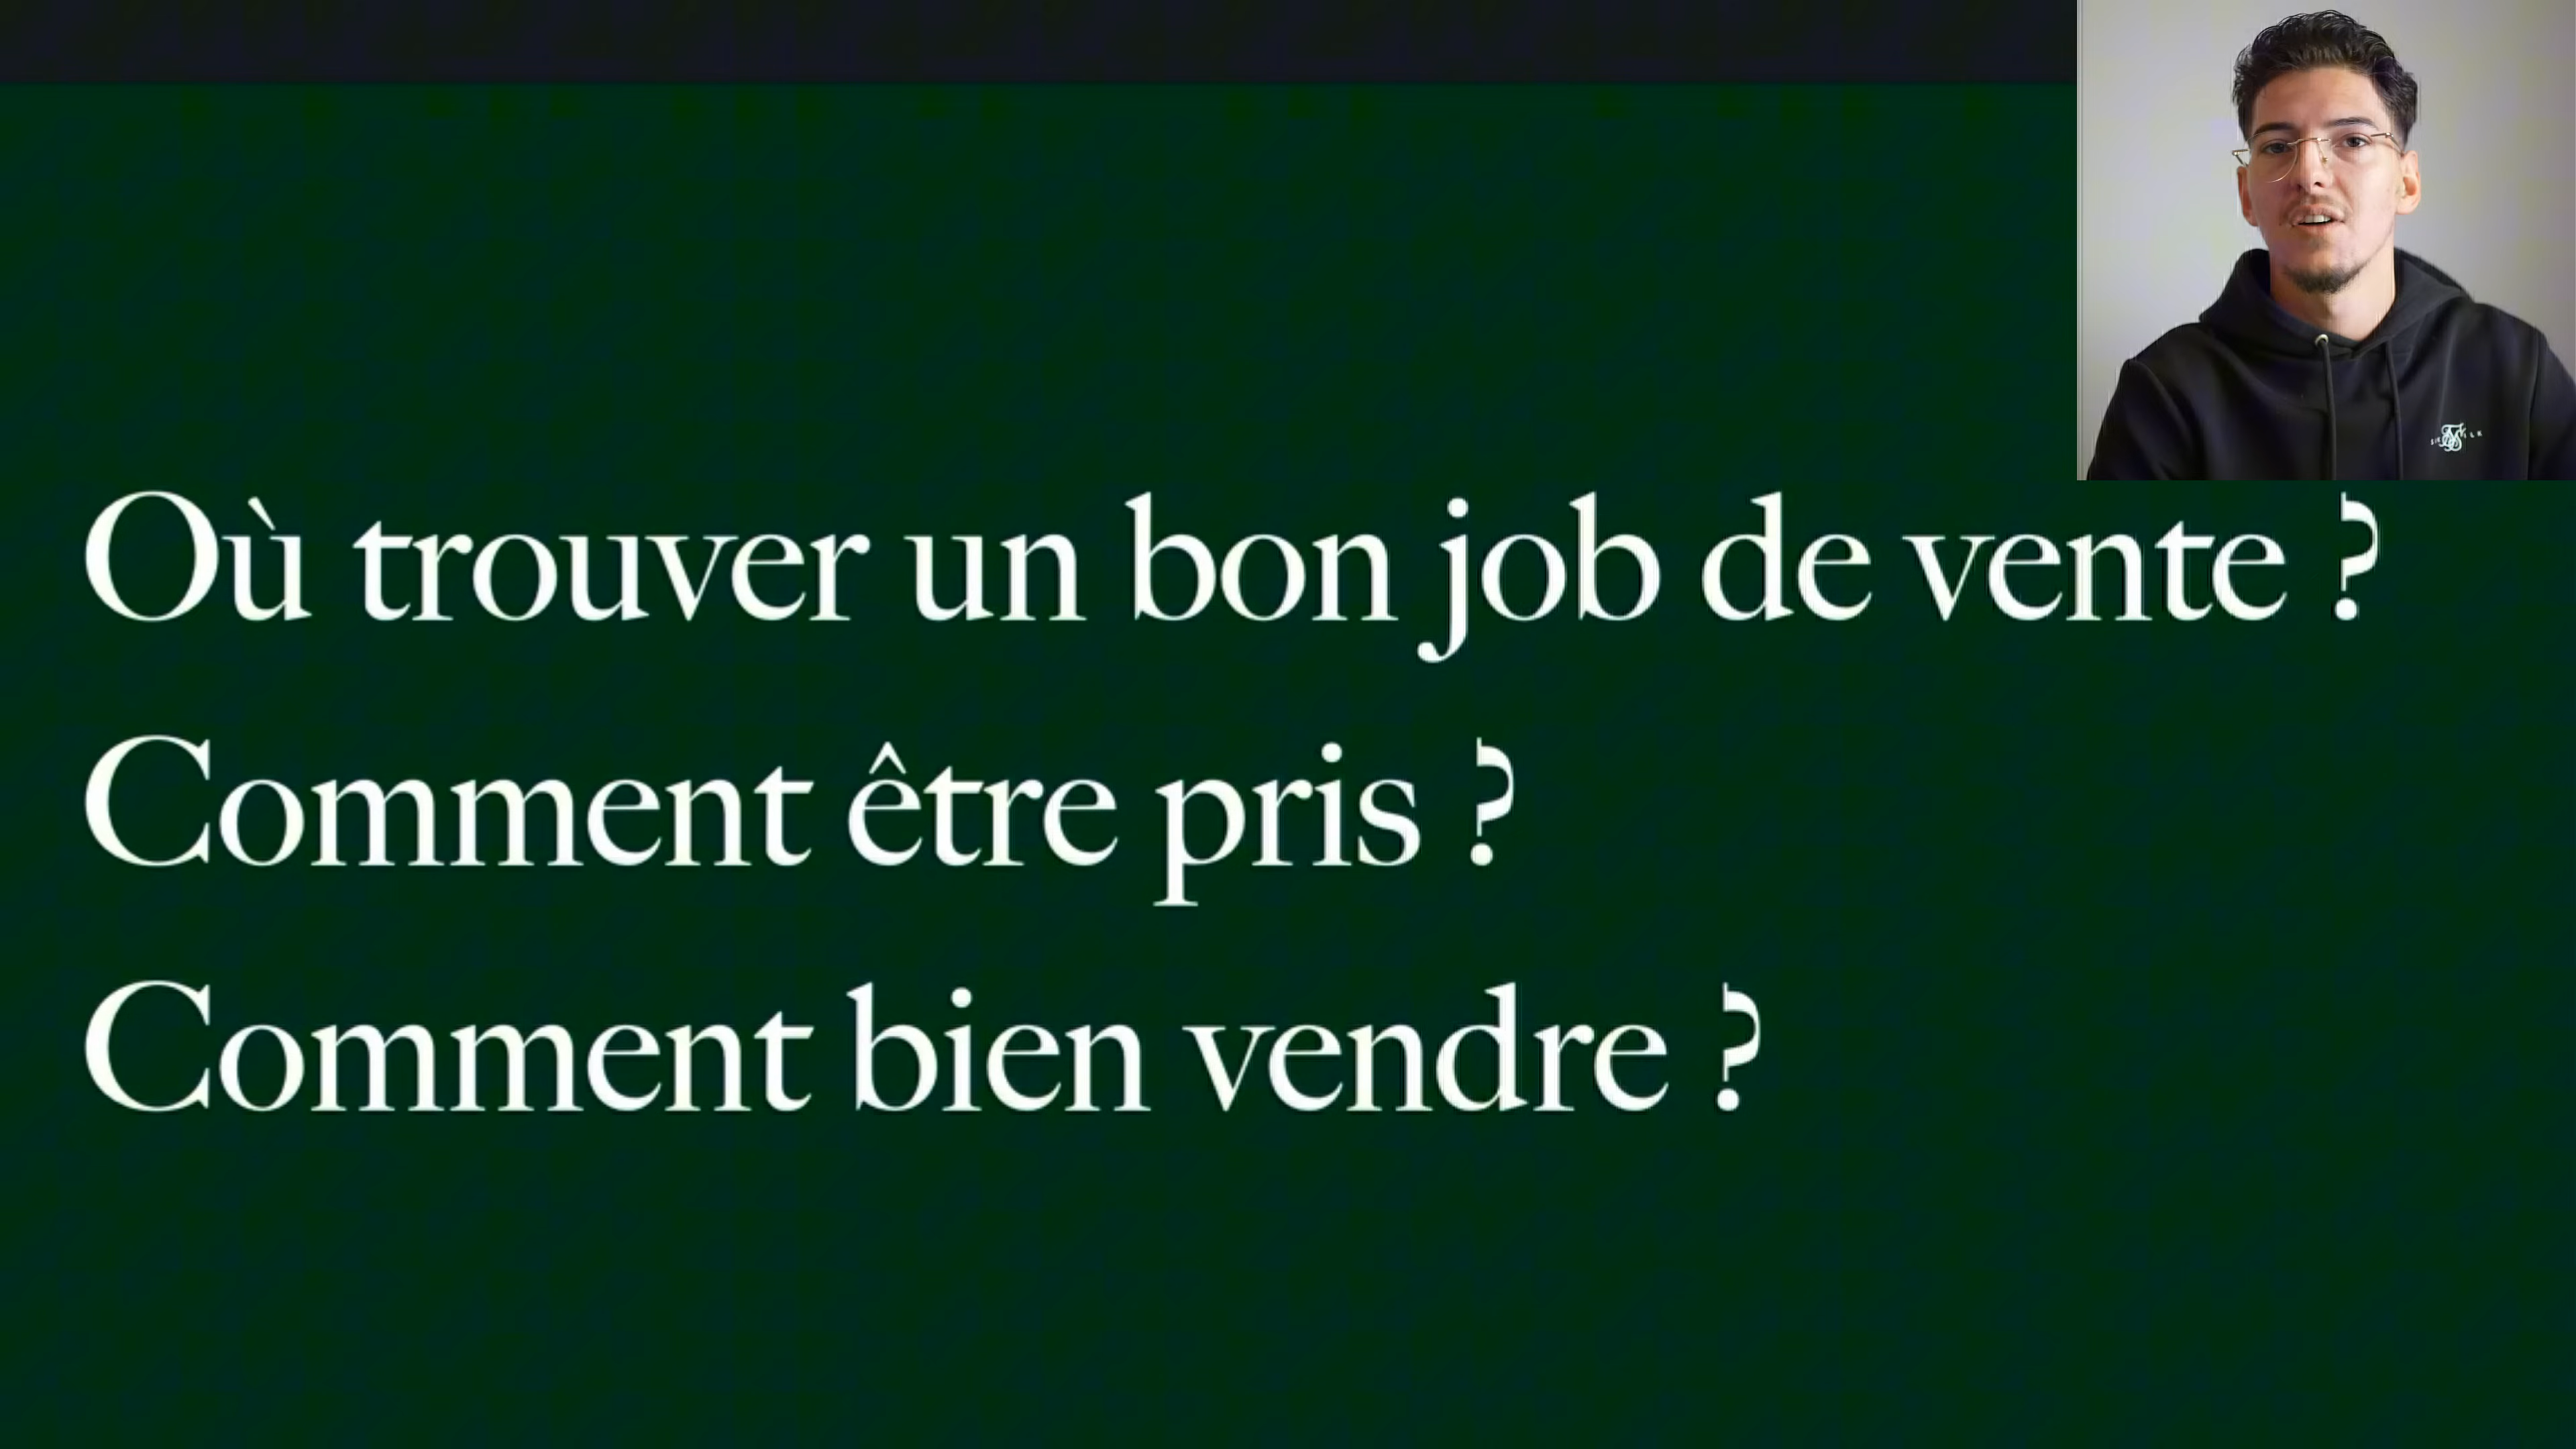 Où trouver un bon job de vente ?
Comment être pris ?
Comment bien vendre ?